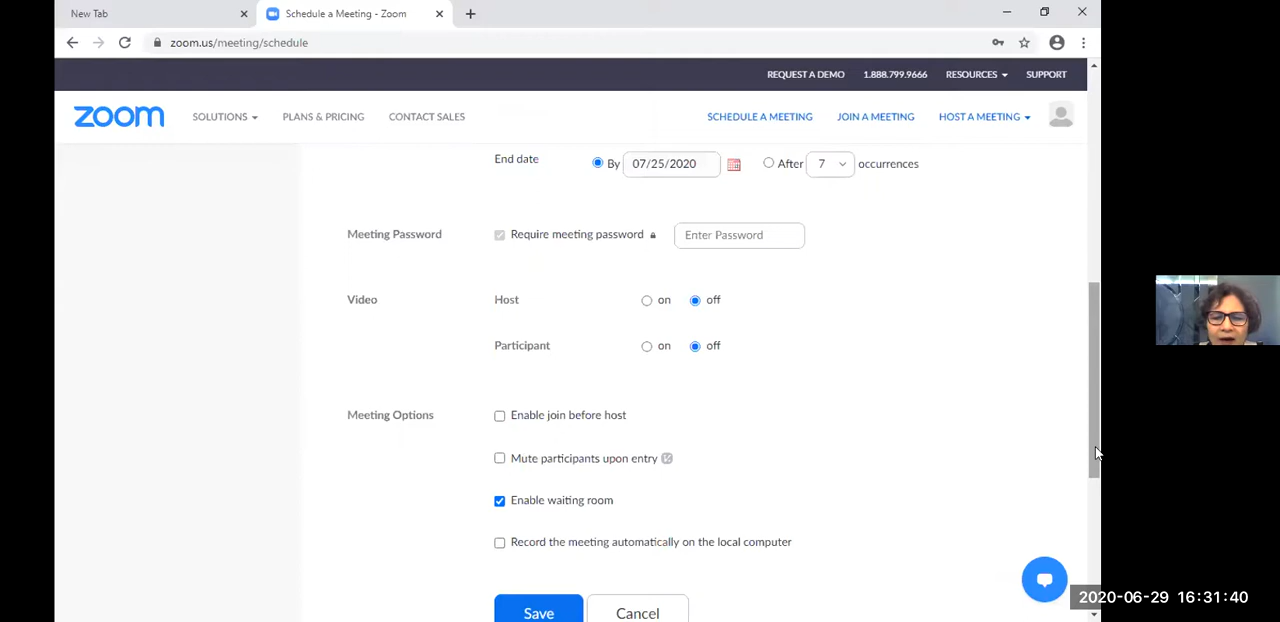 New Tab
Schedule a Meeting - Zoom
zoom.us/meeting/schedule
REQUEST A DEMO 1.888.799.9666 RESOURCES SUPPORT
zoom SOLUTIONS PLANS & PRICING CONTACT SALES SCHEDULE A MEETING JOIN A MEETING HOST A MEETING
End date By 07/25/2020 After 7 occurrences
Meeting Password Require meeting password Enter Password
Video Host on off
Participant on off
Meeting Options Enable join before host
Mute participants upon entry
Enable waiting room
Record the meeting automatically on the local computer
Save Cancel
2020-06-29 16:31:40